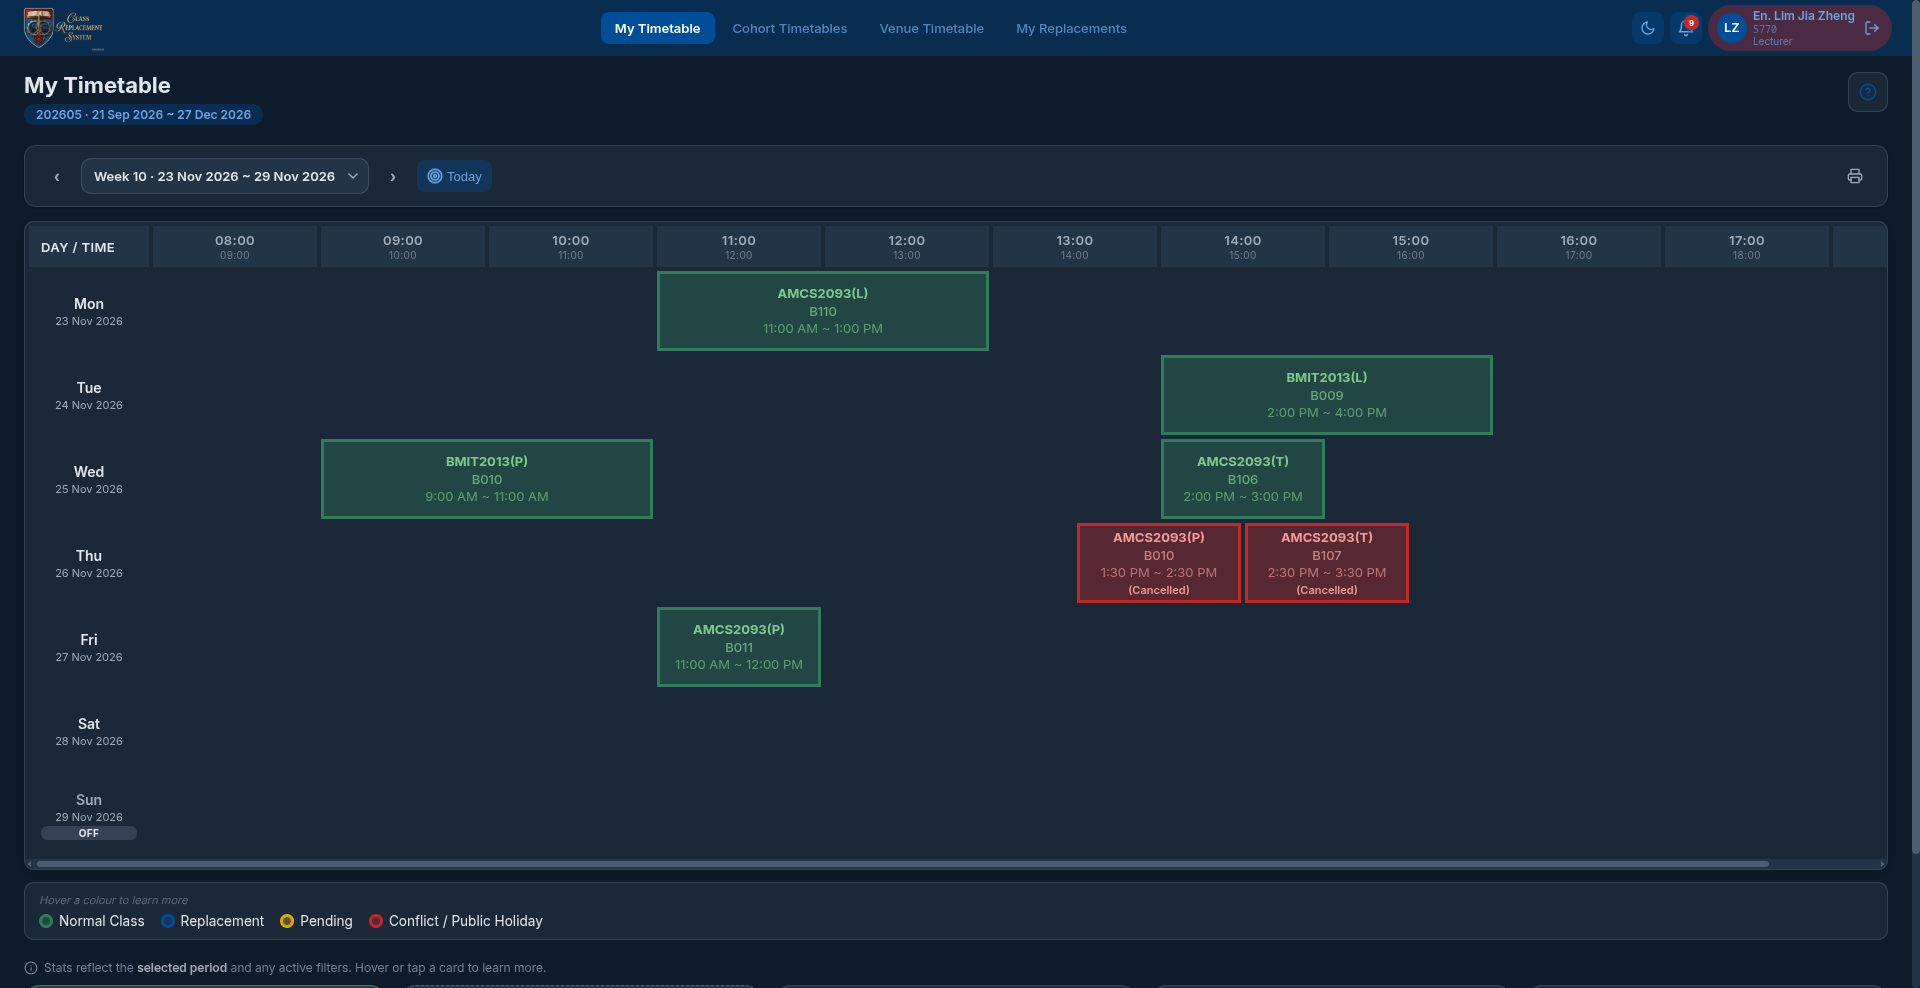 CLASS
REPLACEMENT
SYSTEM
My Timetable
Cohort Timetables
Venue Timetable
My Replacements
9
LZ
En. Lim Jia Zheng
5770
Lecturer
My Timetable
202605 · 21 Sep 2026 ~ 27 Dec 2026
‹
Week 10 · 23 Nov 2026 ~ 29 Nov 2026
›
Today
DAY / TIME
08:00
09:00
09:00
10:00
10:00
11:00
11:00
12:00
12:00
13:00
13:00
14:00
14:00
15:00
15:00
16:00
16:00
17:00
17:00
18:00
Mon
23 Nov 2026
AMCS2093(L)
B110
11:00 AM ~ 1:00 PM
Tue
24 Nov 2026
BMIT2013(L)
B009
2:00 PM ~ 4:00 PM
Wed
25 Nov 2026
BMIT2013(P)
B010
9:00 AM ~ 11:00 AM
AMCS2093(T)
B106
2:00 PM ~ 3:00 PM
Thu
26 Nov 2026
AMCS2093(P)
B010
1:30 PM ~ 2:30 PM
(Cancelled)
AMCS2093(T)
B107
2:30 PM ~ 3:30 PM
(Cancelled)
Fri
27 Nov 2026
AMCS2093(P)
B011
11:00 AM ~ 12:00 PM
Sat
28 Nov 2026
Sun
29 Nov 2026
OFF
Hover a colour to learn more
Normal Class
Replacement
Pending
Conflict / Public Holiday
Stats reflect the selected period and any active filters. Hover or tap a card to learn more.